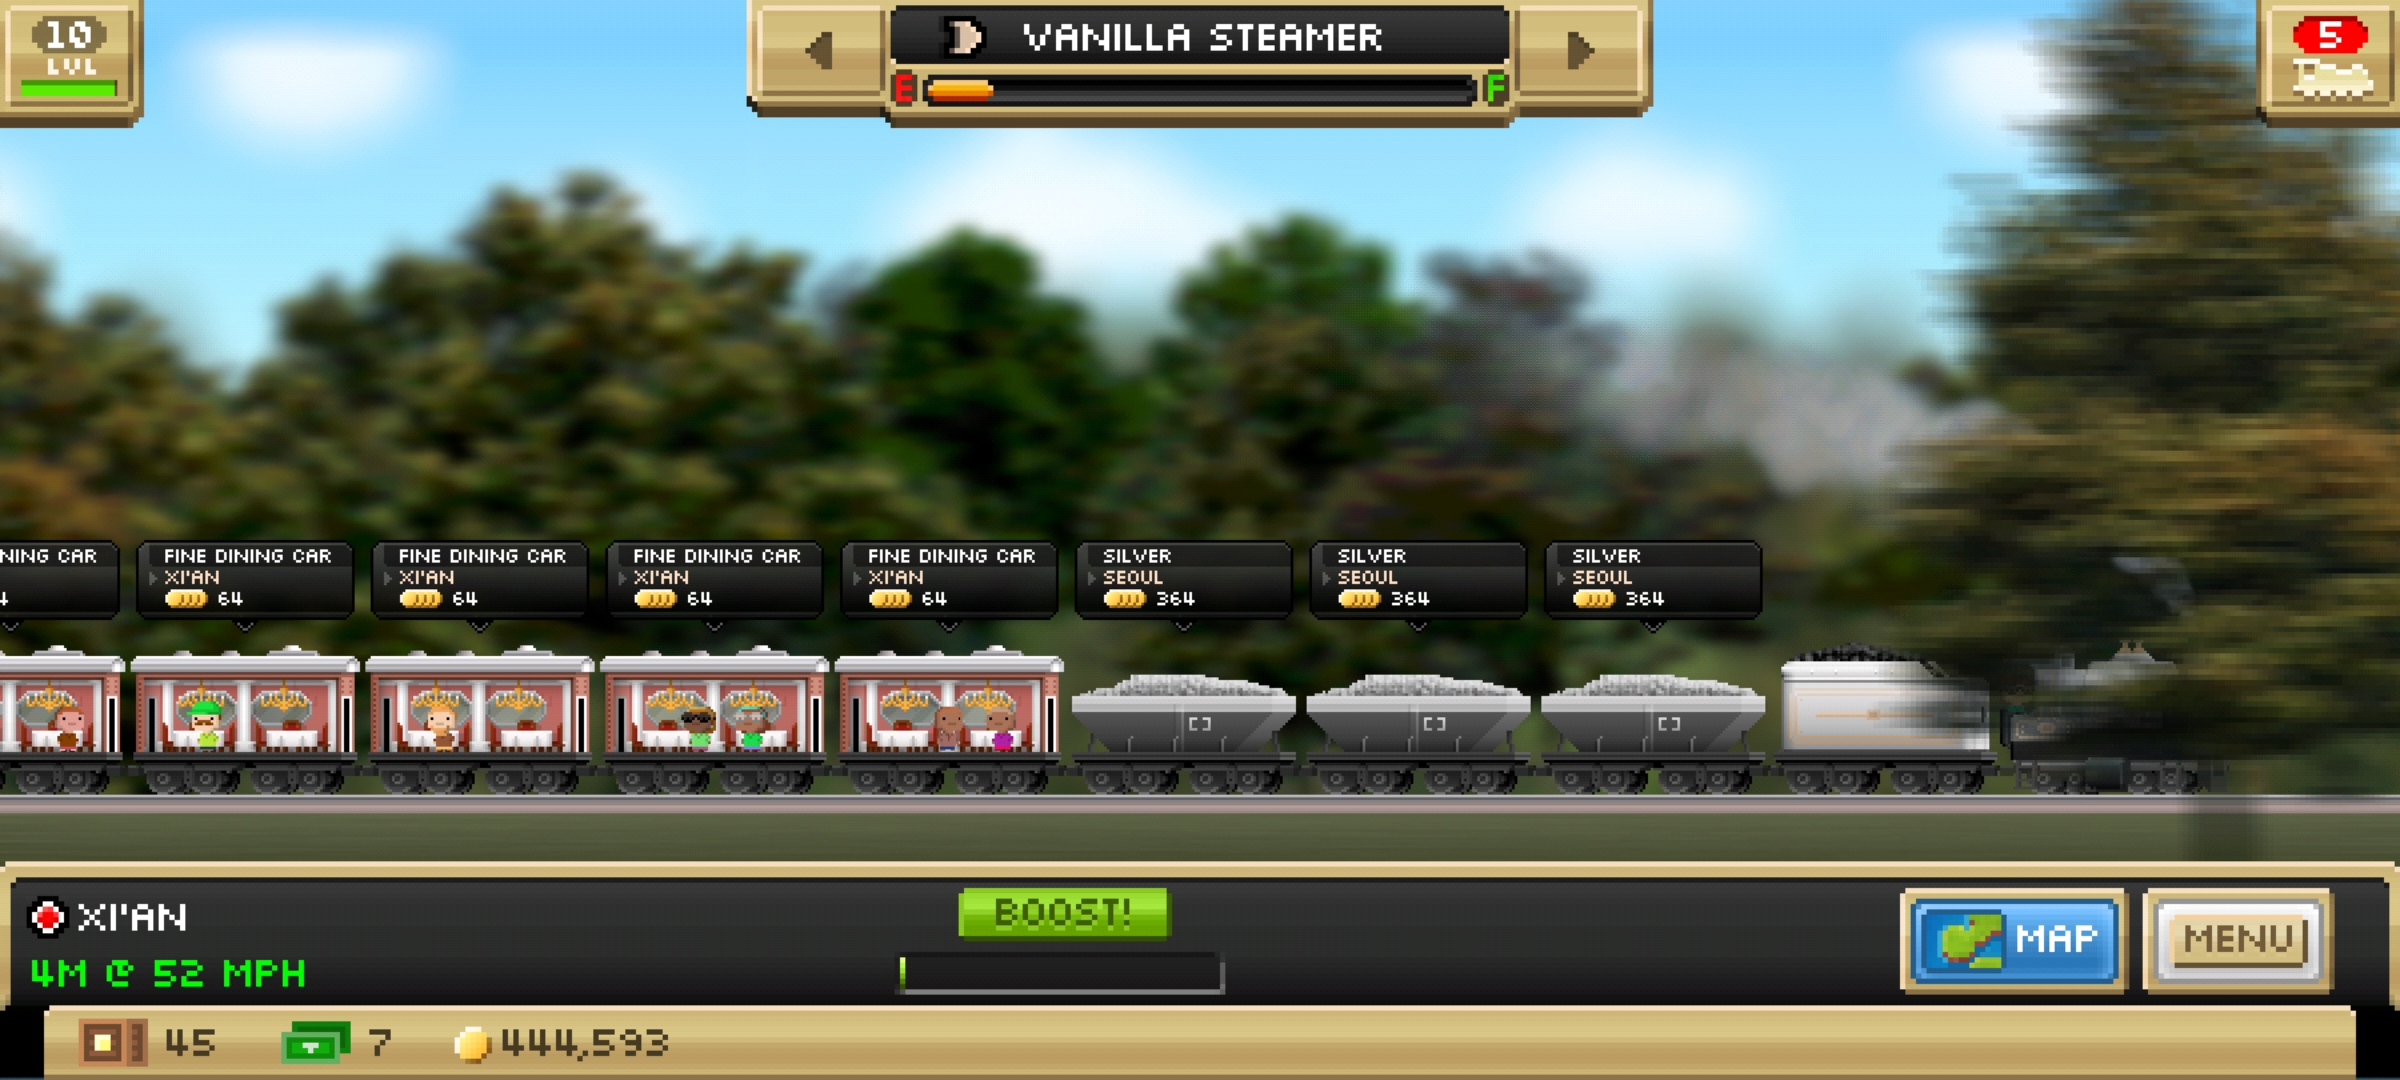 10
LVL
VANILLA STEAMER
E
F
5
NING CAR
4
FINE DINING CAR
XI'AN
64
FINE DINING CAR
XI'AN
64
FINE DINING CAR
XI'AN
64
FINE DINING CAR
XI'AN
64
SILVER
SEOUL
364
SILVER
SEOUL
364
SILVER
SEOUL
364
XI'AN
4M @ 52 MPH
BOOST!
MAP
MENU
45
7
444,593